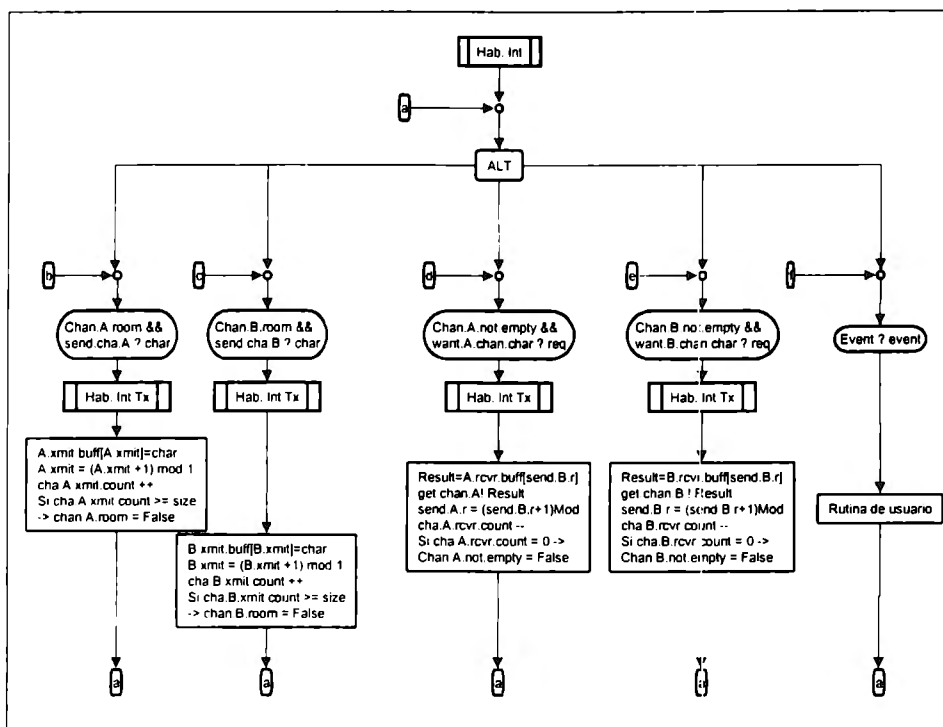 Hab. Int
a
ALT
b
c
d
e
f
Chan.A.room &&
send.cha.A ? char
Chan.B.room &&
send cha B ? char
Chan.A.not.empty &&
want.A.chan.char ? req
Chan B not.empty &&
want.B.chan char ? req
Event ? event
Hab. Int Tx
Hab. Int Tx
Hab. Int Tx
Hab. Int Tx
A.xmit buff[A xmit]=char
A xmit = (A.xmit +1) mod 1
cha A xmit.count ++
Si cha A xmit count >= size
-> chan A.room = False
B xmit.buff[B.xmit]=char
B xmit = (B.xmit +1) mod 1
cha B xmit count ++
Si cha.B.xmit count >= size
-> chan B.room = False
Result=A.rcvr.buff[send.B.r]
get chan.A! Result
send.A.r = (send.B.r+1)Mod
cha.A.rcvr.count --
Si cha A.rcvr.count = 0 ->
Chan A.not.empty = False
Result=B.rcvr.buff[send.B.r]
get chan B ! Result
send.B r = (send B r+1)Mod
cha B.rcvr count --
Si cha.B.rcvr count = 0 ->
Chan B.not.empty = False
Rutina de usuario
a
a
a
a